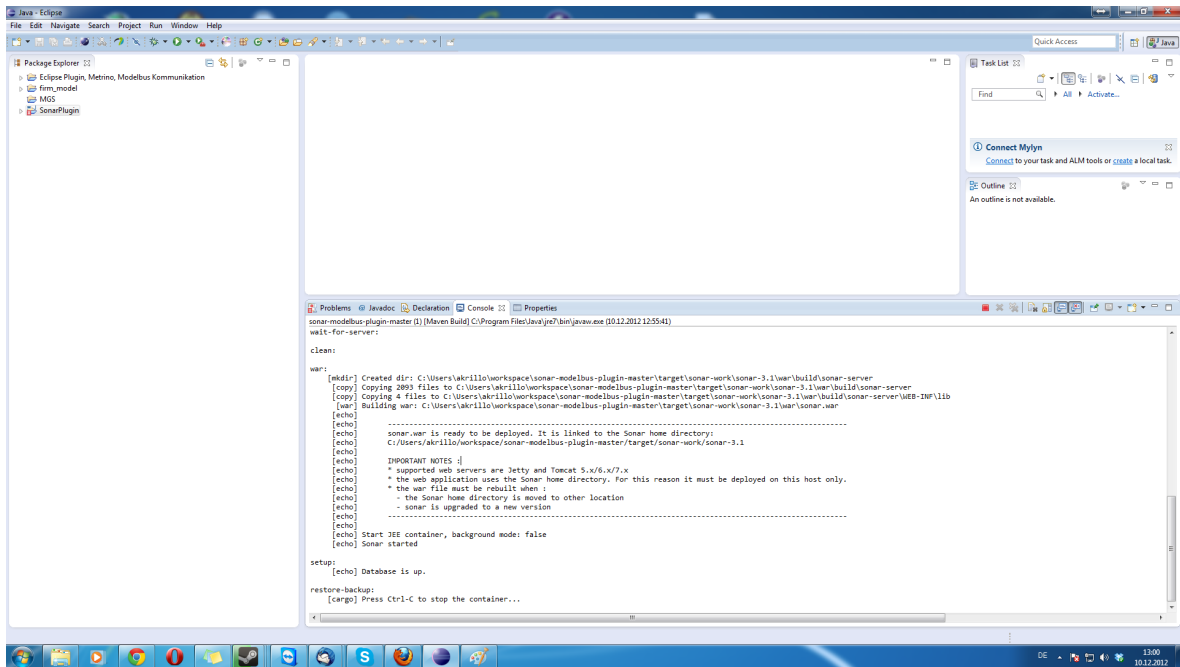 Java - Eclipse
File Edit Navigate Search Project Run Window Help
Quick Access
Java
Package Explorer
Eclipse Plugin, Metrino, Modelbus Kommunikation
firm_model
MGS
SonarPlugin
Task List
Find
All
Activate...
Connect Mylyn
Connect to your task and ALM tools or create a local task.
Outline
An outline is not available.
Problems @ Javadoc Declaration Console Properties
sonar-modelbus-plugin-master (1) [Maven Build] C:\Program Files\Java\jre7\bin\javaw.exe (10.12.2012 12:55:41)
wait-for-server:
clean:
war:
[mkdir] Created dir: C:\Users\akrillo\workspace\sonar-modelbus-plugin-master\target\sonar-work\sonar-3.1\war\build\sonar-server
[copy] Copying 2093 files to C:\Users\akrillo\workspace\sonar-modelbus-plugin-master\target\sonar-work\sonar-3.1\war\build\sonar-server
[copy] Copying 4 files to C:\Users\akrillo\workspace\sonar-modelbus-plugin-master\target\sonar-work\sonar-3.1\war\build\sonar-server\WEB-INF\lib
[war] Building war: C:\Users\akrillo\workspace\sonar-modelbus-plugin-master\target\sonar-work\sonar-3.1\war\sonar.war
[echo]
[echo] -------------------------------------------------------------------------------------
[echo] sonar.war is ready to be deployed. It is linked to the Sonar home directory:
[echo] C:/Users/akrillo/workspace/sonar-modelbus-plugin-master/target/sonar-work/sonar-3.1
[echo]
[echo] IMPORTANT NOTES :
[echo] * supported web servers are Jetty and Tomcat 5.x/6.x/7.x
[echo] * the web application uses the Sonar home directory. For this reason it must be deployed on this host only.
[echo] * the war file must be rebuilt when :
[echo] - the Sonar home directory is moved to other location
[echo] - sonar is upgraded to a new version
[echo] -------------------------------------------------------------------------------------
[echo]
[echo] Start JEE container, background mode: false
[echo] Sonar started
setup:
[echo] Database is up.
restore-backup:
[cargo] Press Ctrl-C to stop the container...
DE
13:00
10.12.2012